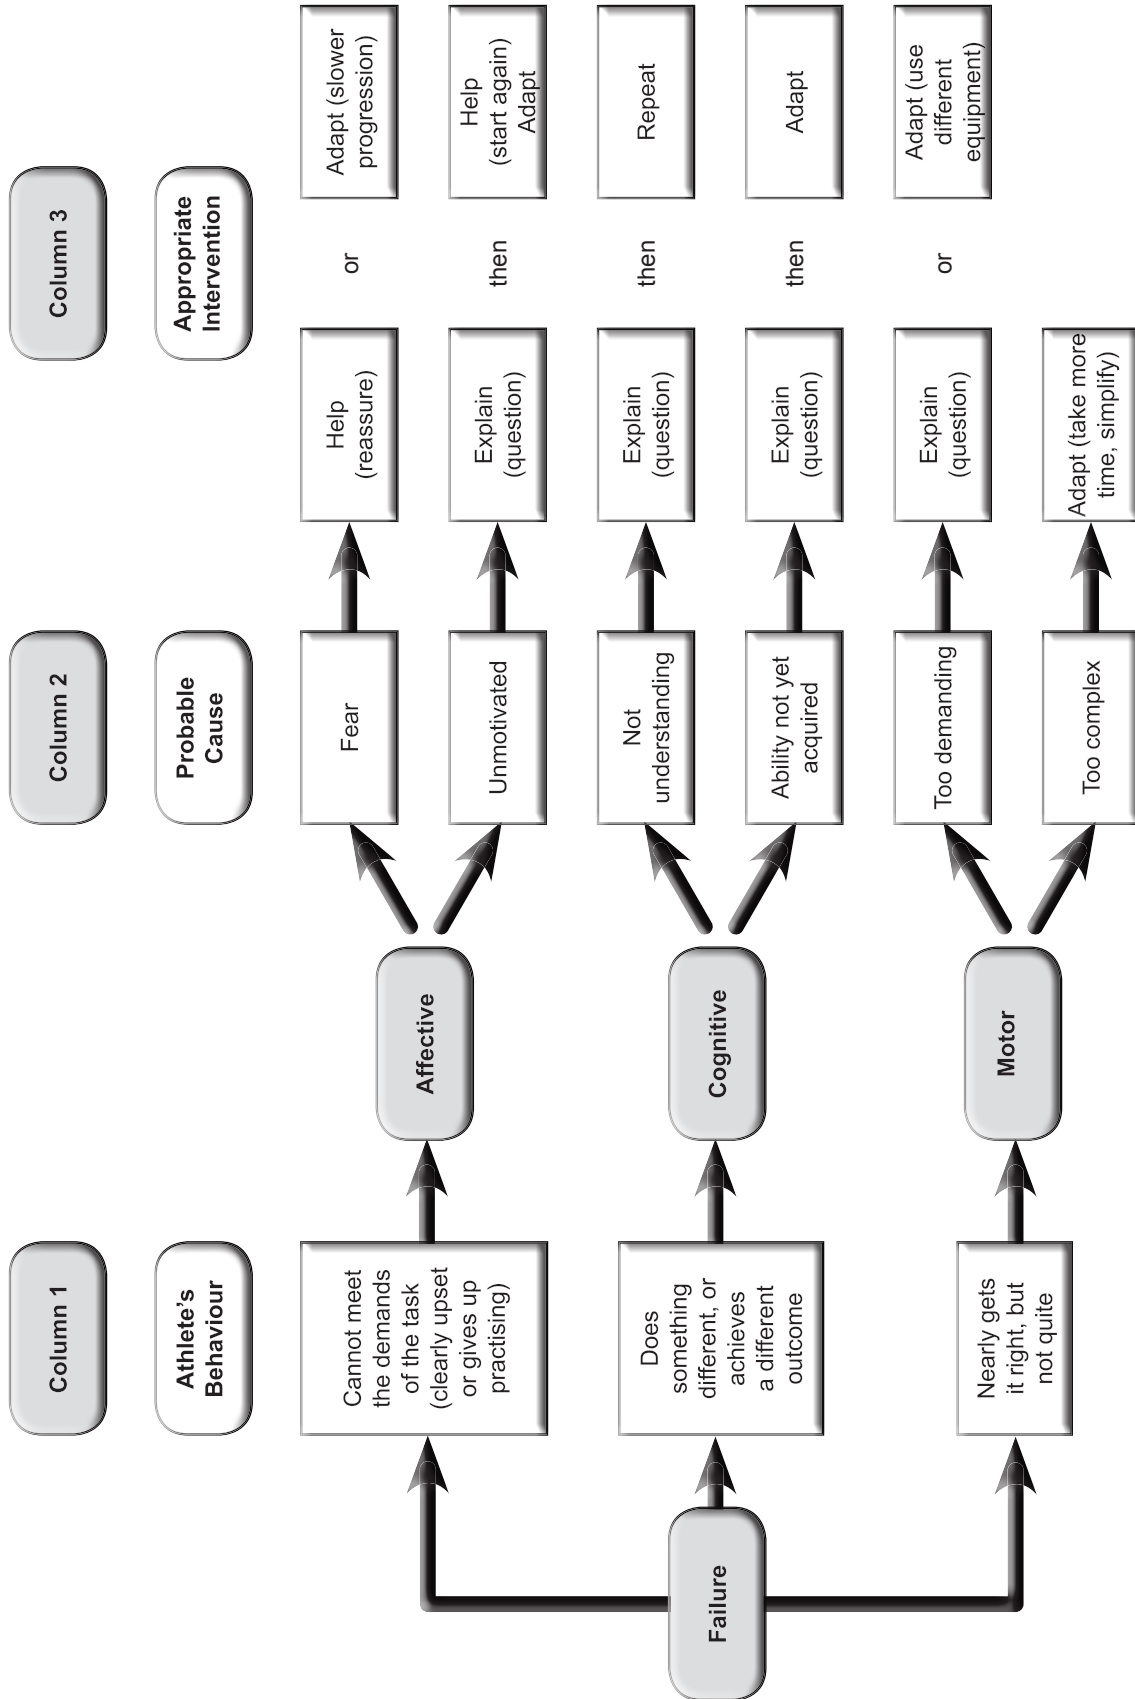 Column 1
Column 2
Column 3
Athlete's
Behaviour
Probable
Cause
Appropriate
Intervention
Failure
Cannot meet
the demands
of the task
(clearly upset
or gives up
practising)
Affective
Fear
Help
(reassure)
or
Adapt (slower
progression)
Unmotivated
Explain
(question)
then
Help
(start again)
Adapt
Does
something
different, or
achieves
a different
outcome
Cognitive
Not
understanding
Explain
(question)
then
Repeat
Ability not yet
acquired
Explain
(question)
then
Adapt
Nearly gets
it right, but
not quite
Motor
Too demanding
Explain
(question)
or
Adapt (use
different
equipment)
Too complex
Adapt (take more
time, simplify)